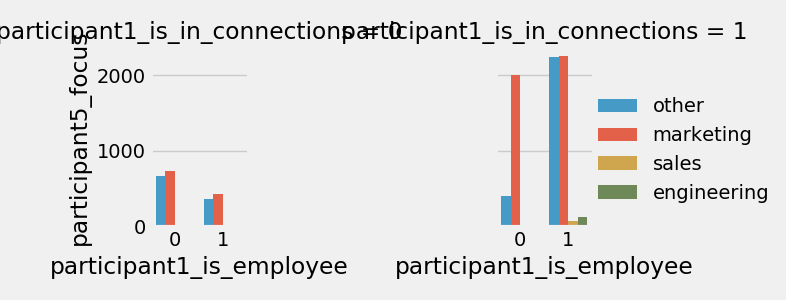 participant1_is_in_connections = 0
participant1_is_in_connections = 1
participant5_focus
2000
1000
0
0 1
0 1
participant1_is_employee
participant1_is_employee
other
marketing
sales
engineering